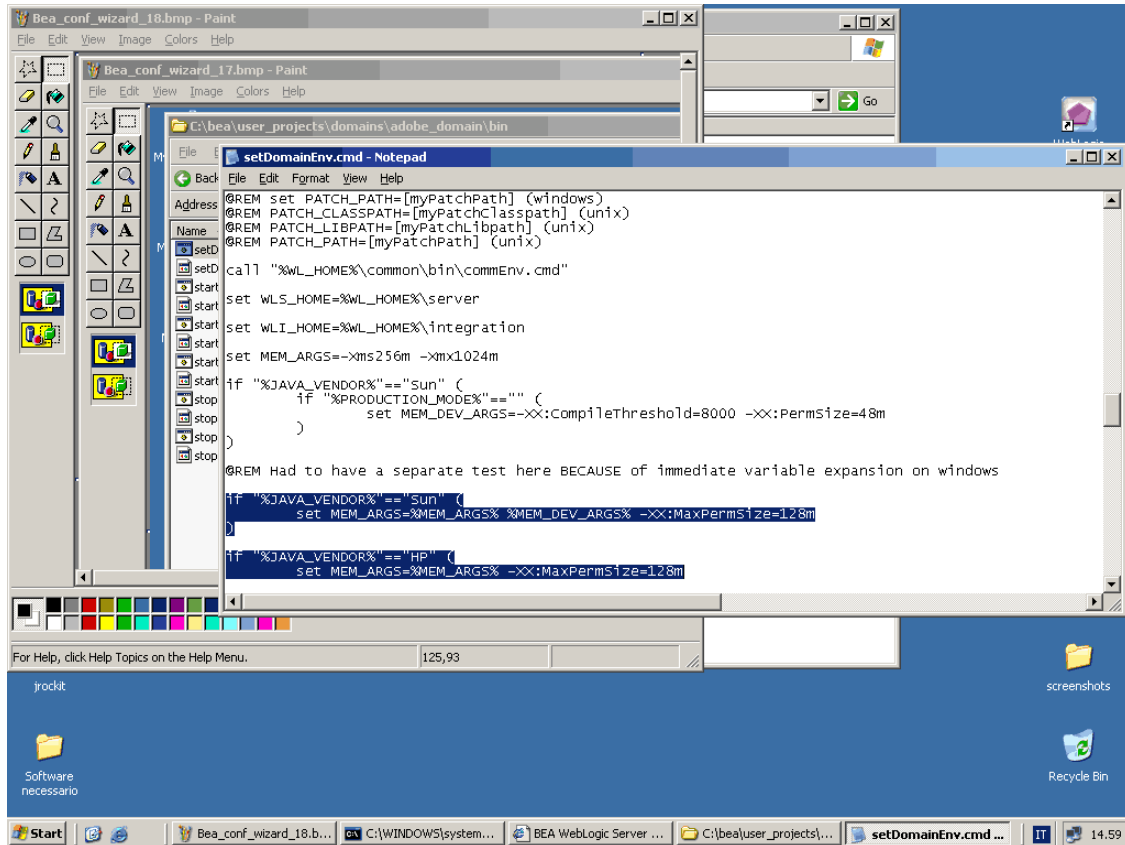 Bea_conf_wizard_18.bmp - Paint
File Edit View Image Colors Help
Bea_conf_wizard_17.bmp - Paint
File Edit View Image Colors Help
Go
C:\bea\user_projects\domains\adobe_domain\bin
File
setDomainEnv.cmd - Notepad
Back
File Edit Format View Help
Address
Name
setD
setD
start
start
start
start
start
start
stop
stop
stop
stop
@REM set PATCH_PATH=[myPatchPath] (windows)
@REM PATCH_CLASSPATH=[myPatchClasspath] (unix)
@REM PATCH_LIBPATH=[myPatchLibpath] (unix)
@REM PATCH_PATH=[myPatchPath] (unix)
call "%WL_HOME%\common\bin\commEnv.cmd"
set WLS_HOME=%WL_HOME%\server
set WLI_HOME=%WL_HOME%\integration
set MEM_ARGS=-Xms256m -Xmx1024m
if "%JAVA_VENDOR%"=="Sun" (
if "%PRODUCTION_MODE%"=="" (
set MEM_DEV_ARGS=-XX:CompileThreshold=8000 -XX:PermSize=48m
)
)
@REM Had to have a separate test here BECAUSE of immediate variable expansion on windows
if "%JAVA_VENDOR%"=="Sun" (
set MEM_ARGS=%MEM_ARGS% %MEM_DEV_ARGS% -XX:MaxPermSize=128m
)
if "%JAVA_VENDOR%"=="HP" (
set MEM_ARGS=%MEM_ARGS% -XX:MaxPermSize=128m
For Help, click Help Topics on the Help Menu.
125,93
jrockit
screenshots
Software
necessario
Recycle Bin
Start
Bea_conf_wizard_18.b...
C:\WINDOWS\system...
BEA WebLogic Server ...
C:\bea\user_projects\...
setDomainEnv.cmd ...
IT
14.59